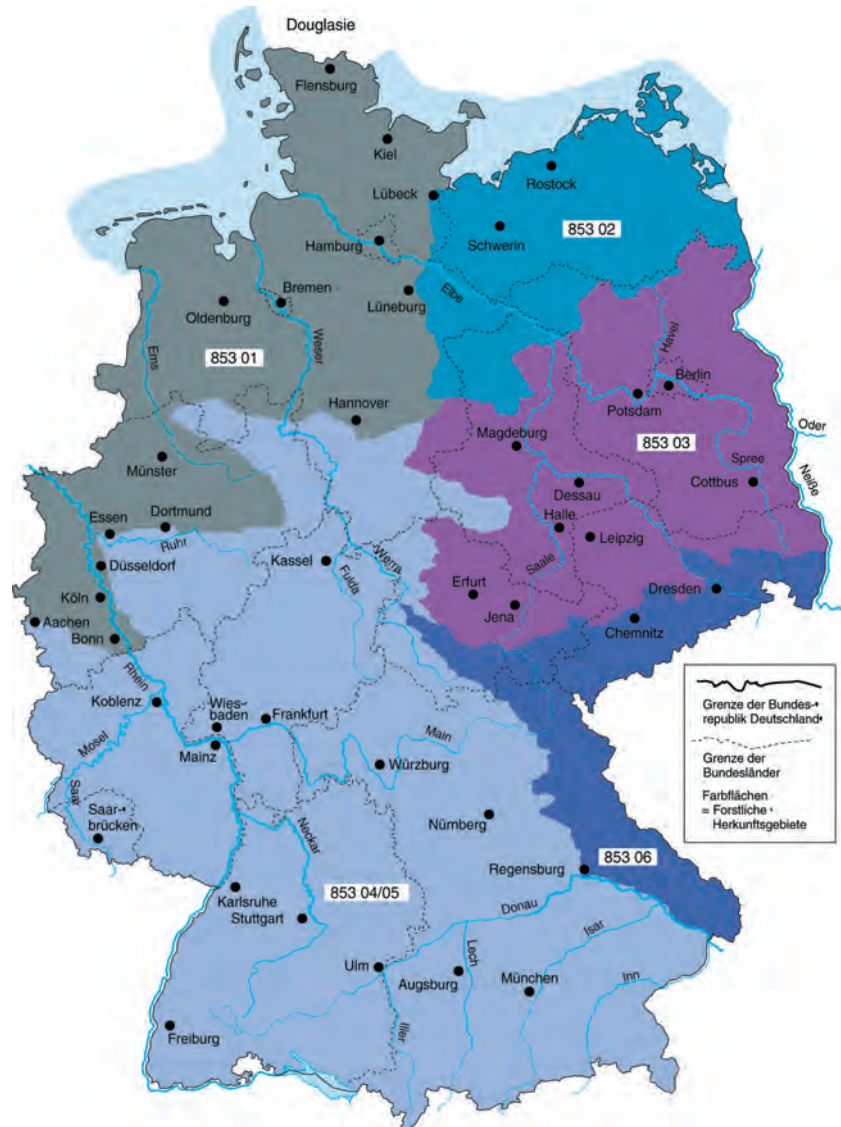 Douglasie
Flensburg
Kiel
Lübeck
Rostock
Schwerin
853 02
Hamburg
Elbe
Bremen
Lüneburg
Oldenburg
Weser
Ems
853 01
Havel
Berlin
Potsdam
Hannover
Magdeburg
853 03
Oder
Münster
Spree
Neiße
Cottbus
Dessau
Dortmund
Essen
Halle
Ruhr
Leipzig
Düsseldorf
Kassel
Werra
Fulda
Saale
Köln
Erfurt
Dresden
Jena
Aachen
Chemnitz
Bonn
Rhein
Koblenz
Wies-
baden
Frankfurt
Main
Mosel
Mainz
Würzburg
Saar
Saar-
brücken
Neckar
Nürnberg
Regensburg
853 06
853 04/05
Karlsruhe
Stuttgart
Donau
Isar
Lech
Ulm
Augsburg
München
Inn
Iller
Freiburg
Grenze der Bundes-
republik Deutschland
Grenze der
Bundesländer
Farbflächen
= Forstliche
Herkunftsgebiete